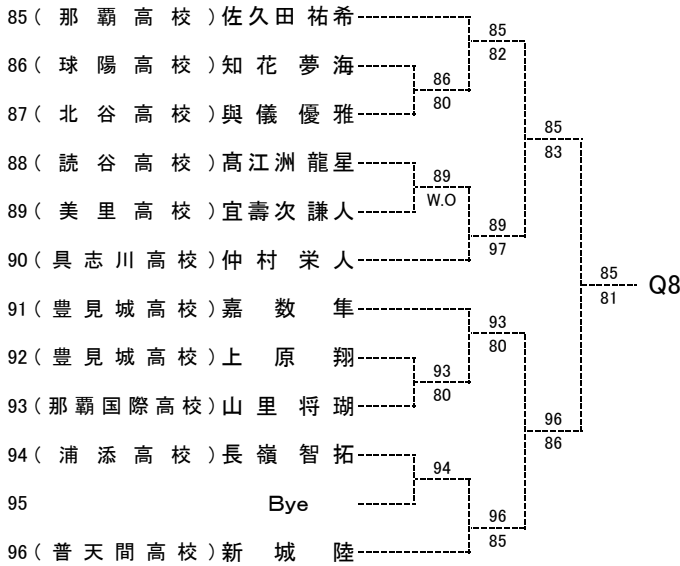 85 ( 那 覇 高 校 ) 佐久田 祐希
85
82
86 ( 球 陽 高 校 ) 知 花 夢 海
86
80
87 ( 北 谷 高 校 ) 與 儀 優 雅
85
83
88 ( 読 谷 高 校 ) 髙江洲 龍星
89
W.O
89 ( 美 里 高 校 ) 宜壽次 謙人
89
97
90 ( 具志川高校 ) 仲 村 栄 人
85
81
Q8
91 ( 豊見城高校 ) 嘉 数 隼
93
80
92 ( 豊見城高校 ) 上 原 翔
93
80
93 ( 那覇国際高校 ) 山 里 将 瑚
96
86
94 ( 浦 添 高 校 ) 長 嶺 智 拓
94
95 Bye
96
85
96 ( 普天間高校 ) 新 城 陸